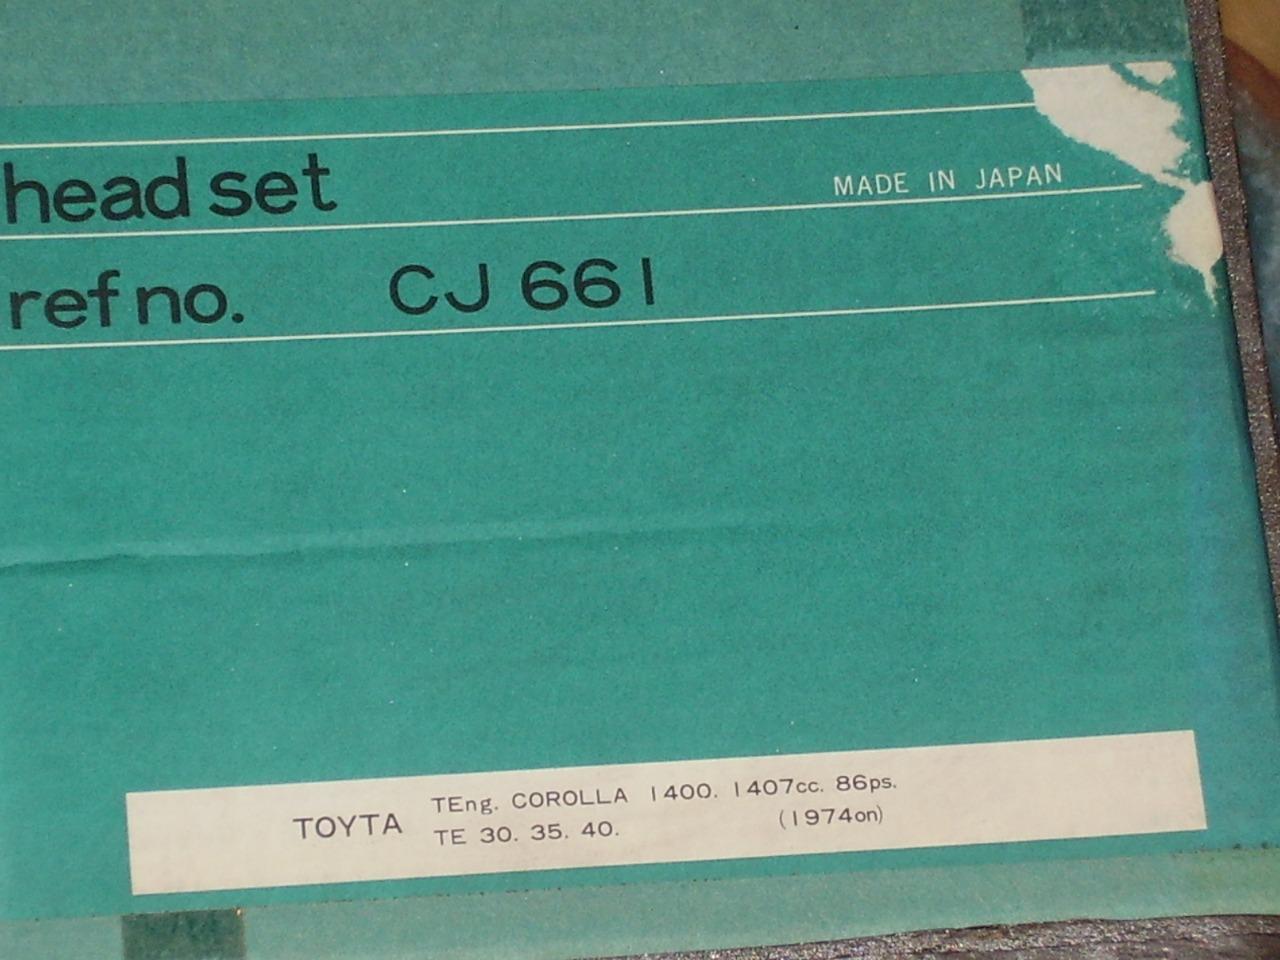 head set
MADE IN JAPAN
ref no. CJ 661
TOYTA
TEng. COROLLA 1400. 1407cc. 86ps.
TE 30. 35. 40. (1974on)